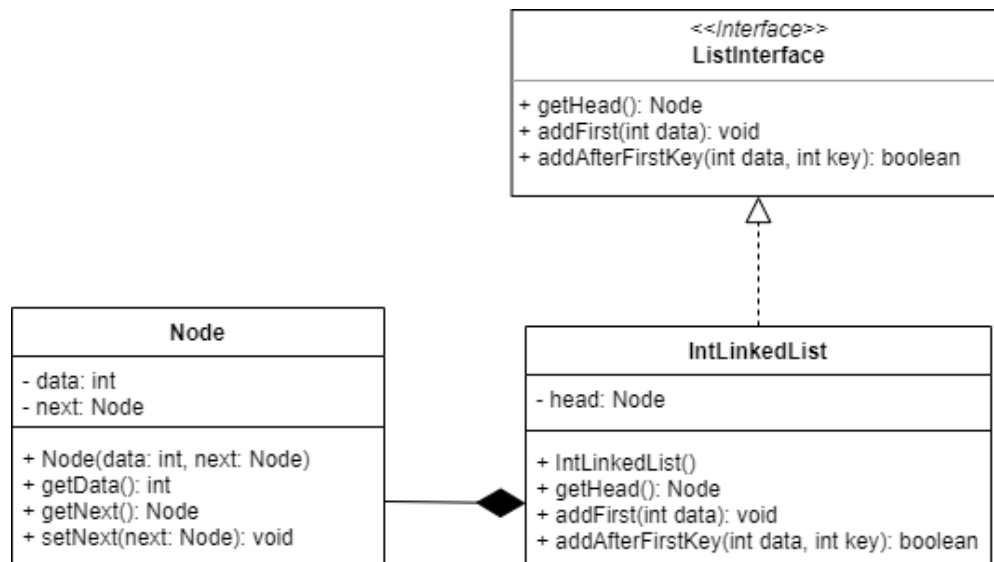 <<Interface>>
ListInterface
+ getHead(): Node
+ addFirst(int data): void
+ addAfterFirstKey(int data, int key): boolean
Node
- data: int
- next: Node
+ Node(data: int, next: Node)
+ getData(): int
+ getNext(): Node
+ setNext(next: Node): void
IntLinkedList
- head: Node
+ IntLinkedList()
+ getHead(): Node
+ addFirst(int data): void
+ addAfterFirstKey(int data, int key): boolean